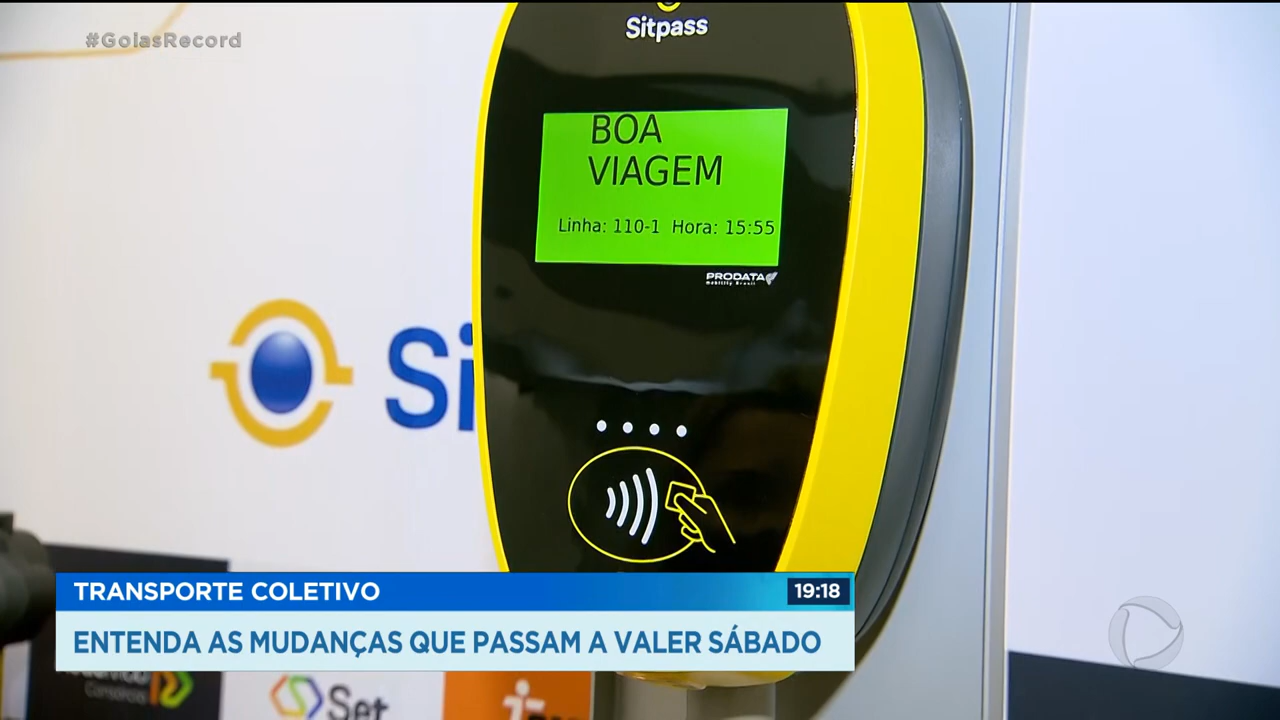 #GoiasRecord
Sitpass
BOA
VIAGEM
Linha: 110-1 Hora: 15:55
PRODATA
mobility Brasil
Si
TRANSPORTE COLETIVO
19:18
ENTENDA AS MUDANÇAS QUE PASSAM A VALER SÁBADO
Consórcio
Set